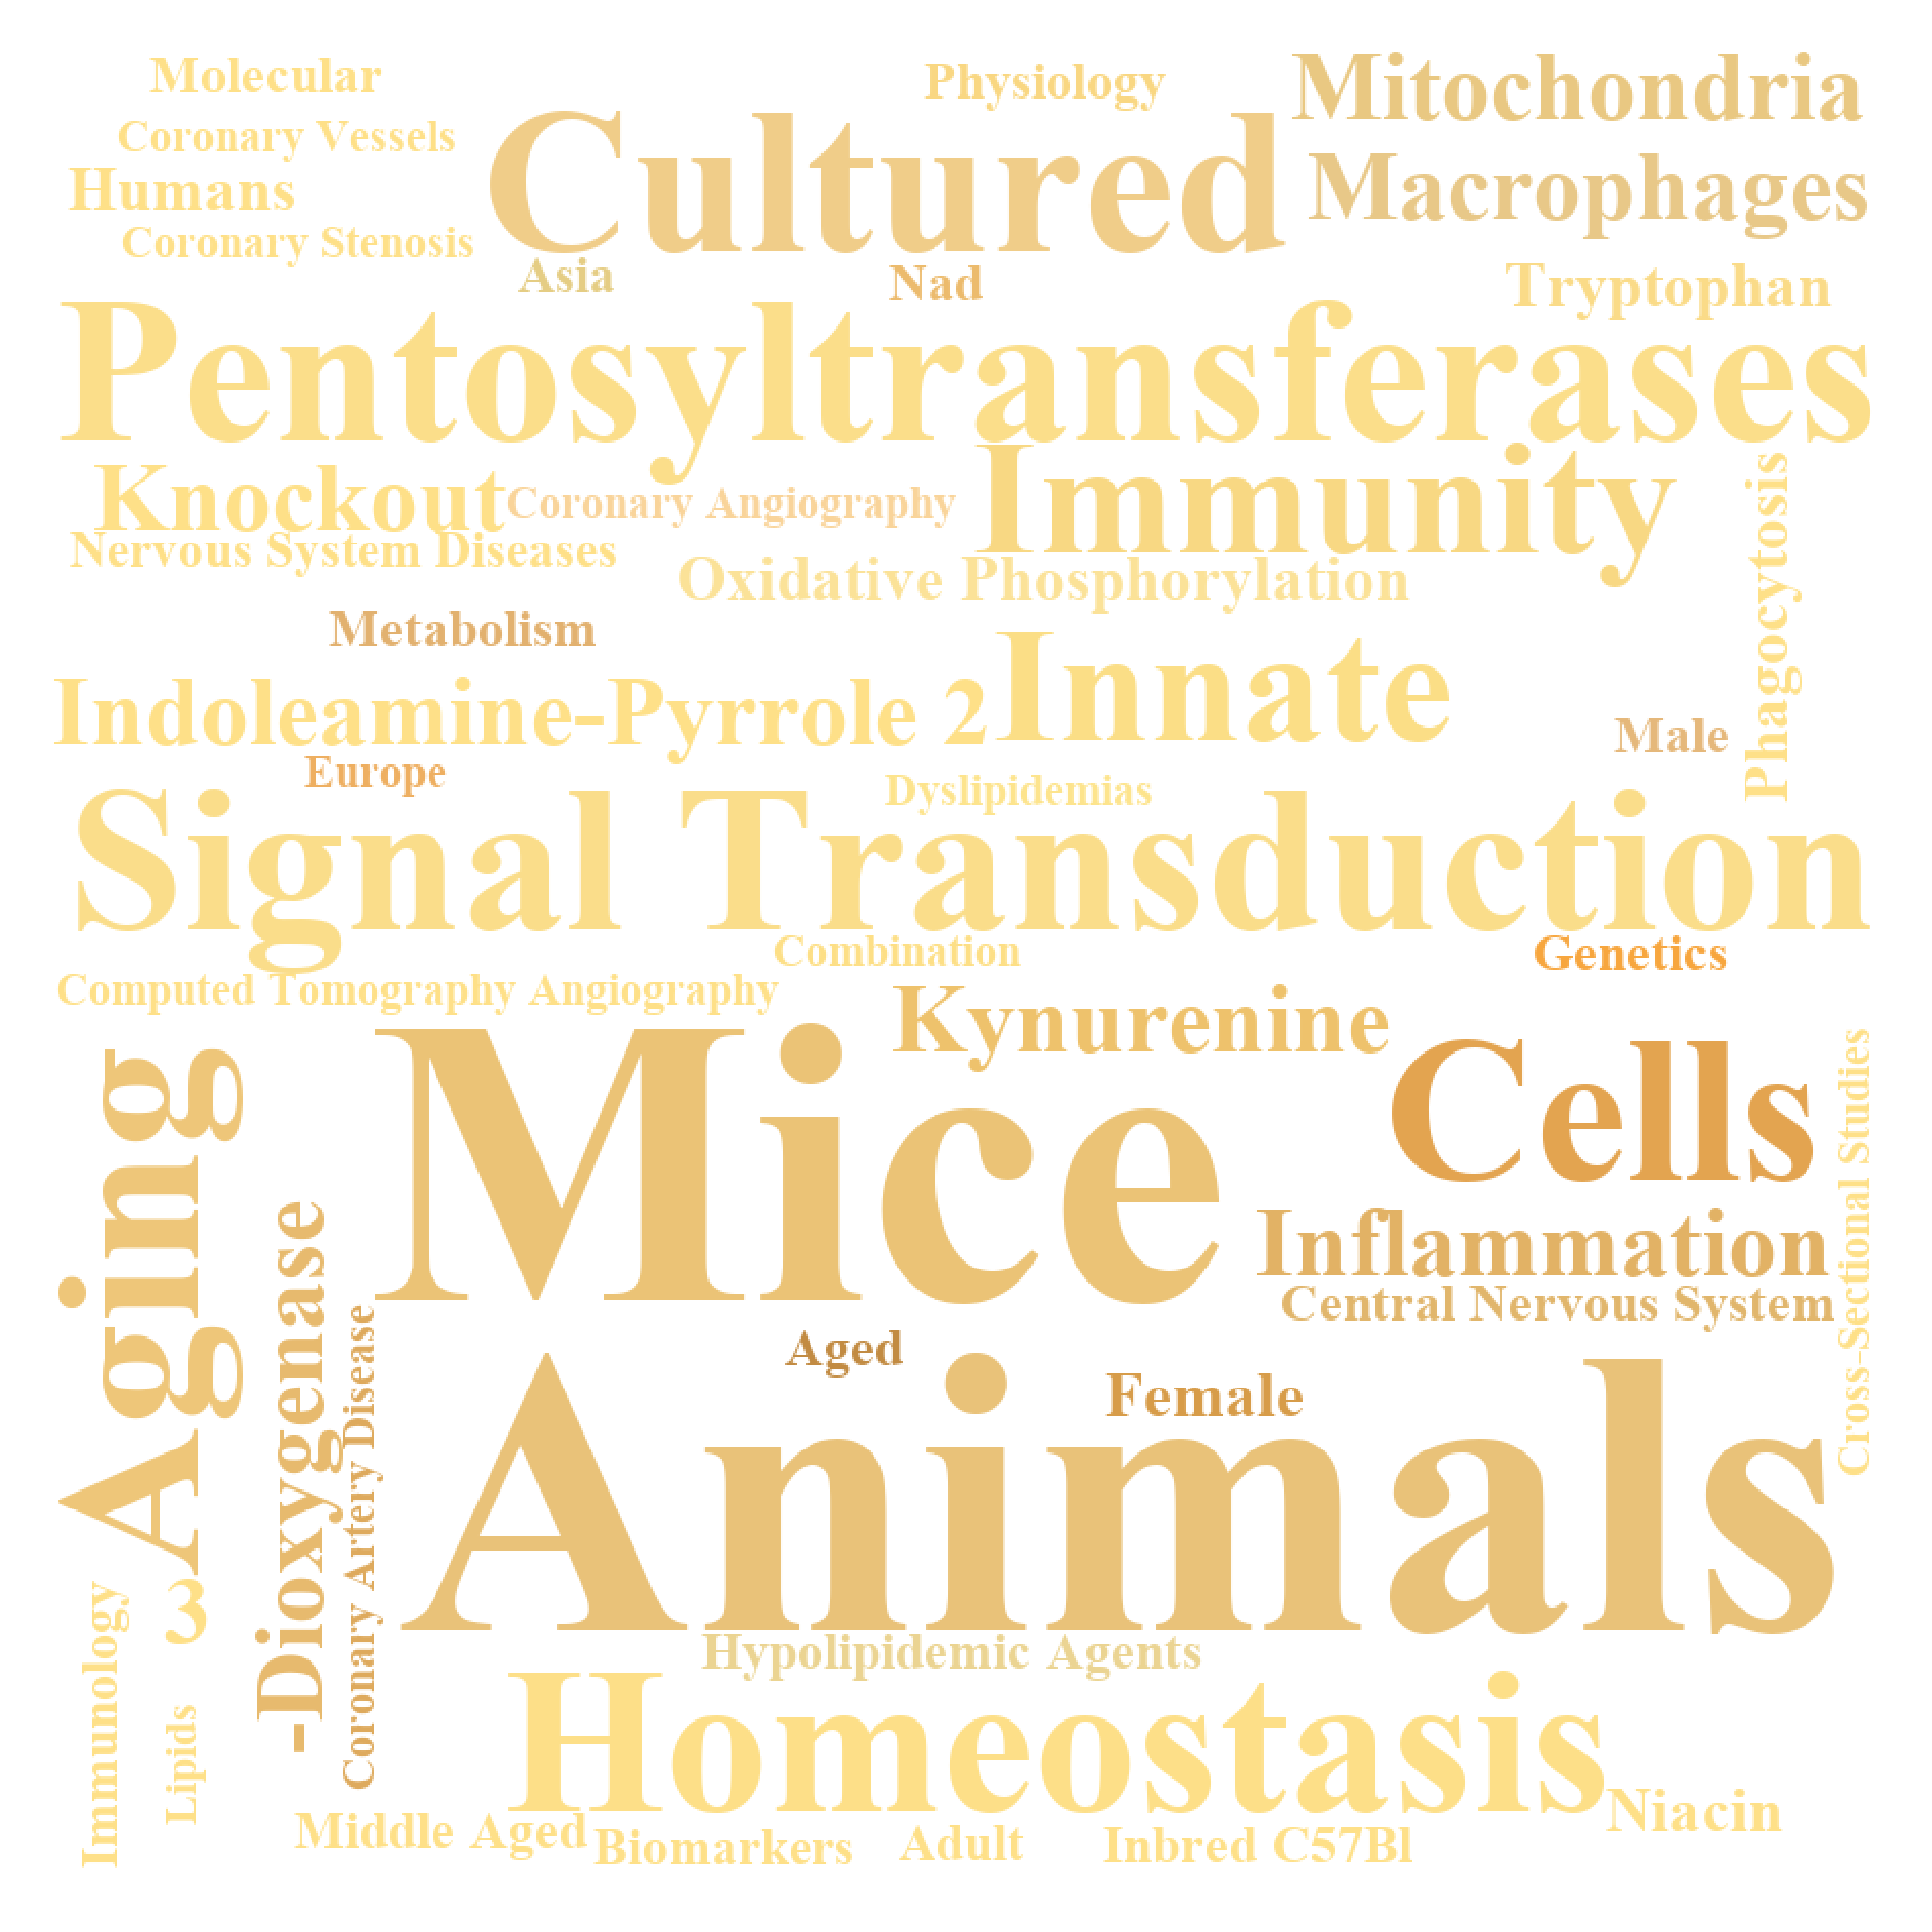 Molecular
Physiology
Mitochondria
Coronary Vessels
Cultured
Macrophages
Humans
Coronary Stenosis
Asia
Nad
Tryptophan
Pentosyltransferases
Knockout
Coronary Angiography
Immunity
Phagocytosis
Nervous System Diseases
Oxidative Phosphorylation
Metabolism
Indoleamine-Pyrrole 2
Innate
Male
Europe
Dyslipidemias
Signal Transduction
Combination
Genetics
Computed Tomography Angiography
Kynurenine
Mice
Cells
Cross-Sectional Studies
Aging
-Dioxygenase
Coronary Artery Disease
Inflammation
Central Nervous System
Aged
Female
Animals
Immunology
3
Lipids
Hypolipidemic Agents
Homeostasis
Niacin
Middle Aged
Biomarkers
Adult
Inbred C57Bl